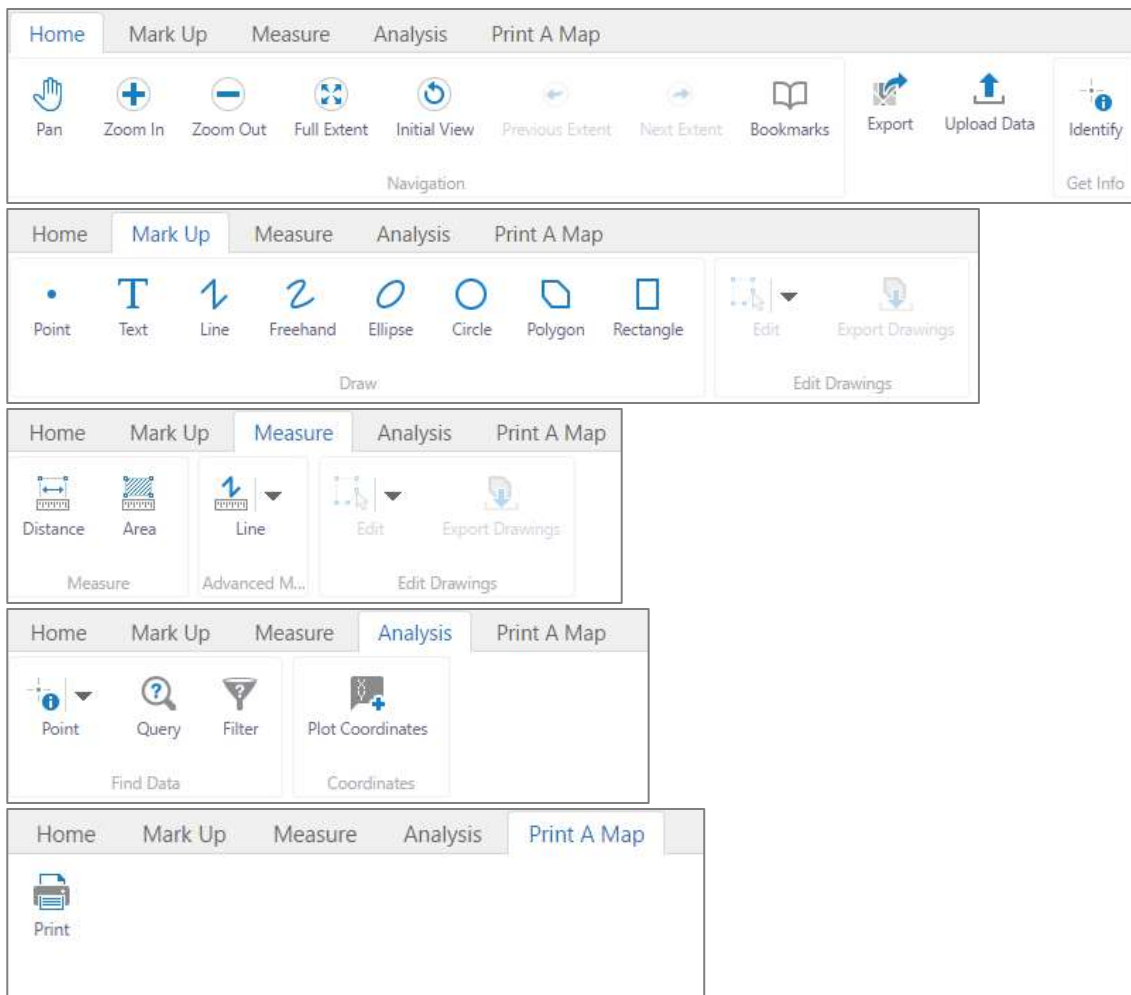 Home Mark Up Measure Analysis Print A Map
Pan Zoom In Zoom Out Full Extent Initial View Previous Extent Next Extent Bookmarks Export Upload Data Identify
Navigation Get Info
Home Mark Up Measure Analysis Print A Map
Point Text Line Freehand Ellipse Circle Polygon Rectangle Edit Export Drawings
Draw Edit Drawings
Home Mark Up Measure Analysis Print A Map
Distance Area Line Edit Export Drawings
Measure Advanced M... Edit Drawings
Home Mark Up Measure Analysis Print A Map
Point Query Filter Plot Coordinates
Find Data Coordinates
Home Mark Up Measure Analysis Print A Map
Print